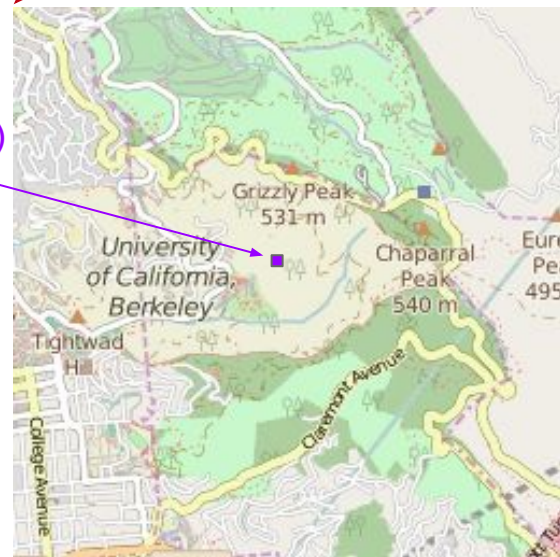 )
Grizzly Peak
531 m
University
of California,
Berkeley
Chaparral
Peak
540 m
Tightwad
Claremont Avenue
College Avenue